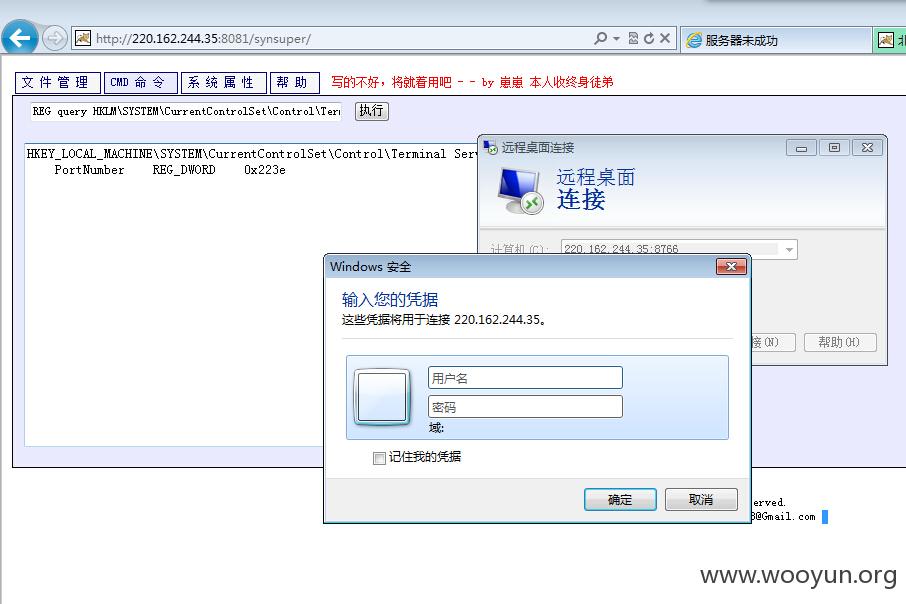 http://220.162.244.35:8081/synsuper/
服务器未成功
文件管理 CMD 命令 系统属性 帮助 写的不好，将就着用吧 - - by 崽崽 本人收终身徒弟
REG query HKLM\SYSTEM\CurrentControlSet\Control\Ter 执行
HKEY_LOCAL_MACHINE\SYSTEM\CurrentControlSet\Control\Terminal Serv
PortNumber REG_DWORD 0x223e
远程桌面连接
远程桌面
连接
计算机(C): 220.162.244.35:8766
接(N) 帮助(H)
Windows 安全
输入您的凭据
这些凭据将用于连接 220.162.244.35。
用户名
密码
域:
记住我的凭据
确定 取消
erved.
@Gmail.com
www.wooyun.org